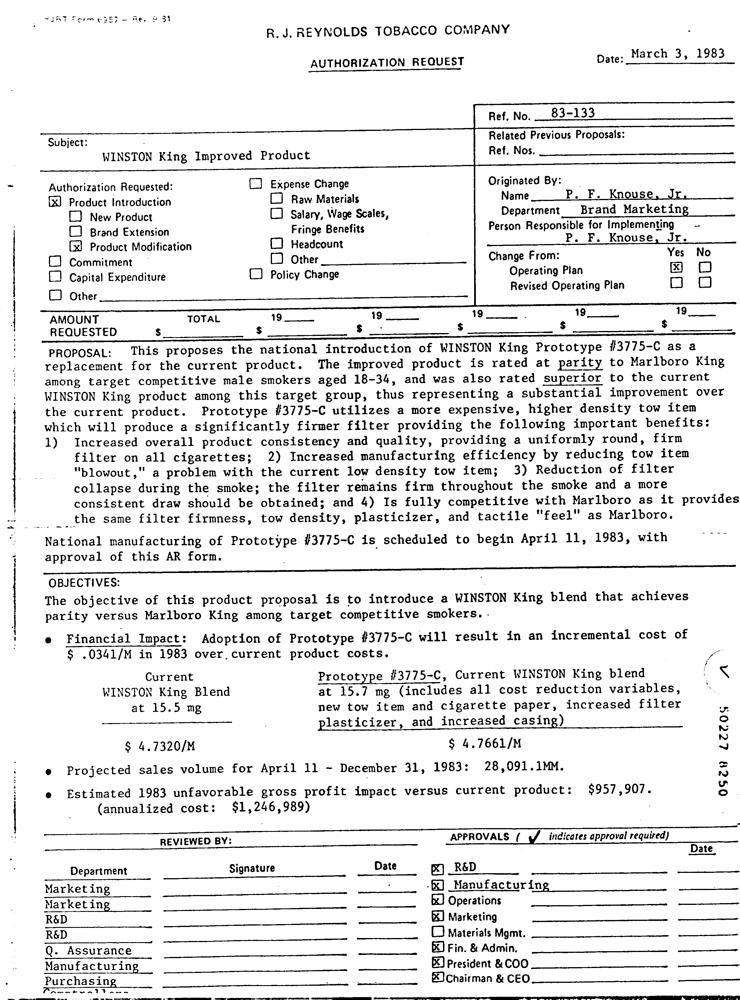 RJRT Form 6957 - Re. 9 81
R. J. REYNOLDS TOBACCO COMPANY
AUTHORIZATION REQUEST
Date: March 3, 1983
Ref. No. 83-133
Subject:
WINSTON King Improved Product
Related Previous Proposals:
Ref. Nos.
Authorization Requested:
☒ Product Introduction
☐ New Product
☐ Brand Extension
☒ Product Modification
☐ Commitment
☐ Capital Expenditure
☐ Other
☐ Expense Change
☐ Raw Materials
☐ Salary, Wage Scales,
Fringe Benefits
☐ Headcount
☐ Other
☐ Policy Change
Originated By:
Name P. F. Knouse, Jr.
Department Brand Marketing
Person Responsible for Implementing
P. F. Knouse, Jr.
Change From: Yes No
Operating Plan ☒ ☐
Revised Operating Plan ☐ ☐
AMOUNT TOTAL 19 19 19 19 19
REQUESTED $ $ $ $ $ $
PROPOSAL: This proposes the national introduction of WINSTON King Prototype #3775-C as a
replacement for the current product. The improved product is rated at parity to Marlboro King
among target competitive male smokers aged 18-34, and was also rated superior to the current
WINSTON King product among this target group, thus representing a substantial improvement over
the current product. Prototype #3775-C utilizes a more expensive, higher density tow item
which will produce a significantly firmer filter providing the following important benefits:
1) Increased overall product consistency and quality, providing a uniformly round, firm
filter on all cigarettes; 2) Increased manufacturing efficiency by reducing tow item
"blowout," a problem with the current low density tow item; 3) Reduction of filter
collapse during the smoke; the filter remains firm throughout the smoke and a more
consistent draw should be obtained; and 4) Is fully competitive with Marlboro as it provides
the same filter firmness, tow density, plasticizer, and tactile "feel" as Marlboro.
National manufacturing of Prototype #3775-C is scheduled to begin April 11, 1983, with
approval of this AR form.
OBJECTIVES:
The objective of this product proposal is to introduce a WINSTON King blend that achieves
parity versus Marlboro King among target competitive smokers.
• Financial Impact: Adoption of Prototype #3775-C will result in an incremental cost of
$ .0341/M in 1983 over current product costs.
Current
WINSTON King Blend
at 15.5 mg
Prototype #3775-C, Current WINSTON King blend
at 15.7 mg (includes all cost reduction variables,
new tow item and cigarette paper, increased filter
plasticizer, and increased casing)
$ 4.7320/M $ 4.7661/M
• Projected sales volume for April 11 - December 31, 1983: 28,091.1MM.
• Estimated 1983 unfavorable gross profit impact versus current product: $957,907.
(annualized cost: $1,246,989)
50227 8250
REVIEWED BY:
Department Signature Date
Marketing
Marketing
R&D
R&D
Q. Assurance
Manufacturing
Purchasing
Comptrollers
APPROVALS ( ✓ indicates approval required)
Date
☒ R&D
☒ Manufacturing
☒ Operations
☒ Marketing
☐ Materials Mgmt.
☒ Fin. & Admin.
☒ President & COO
☒ Chairman & CEO